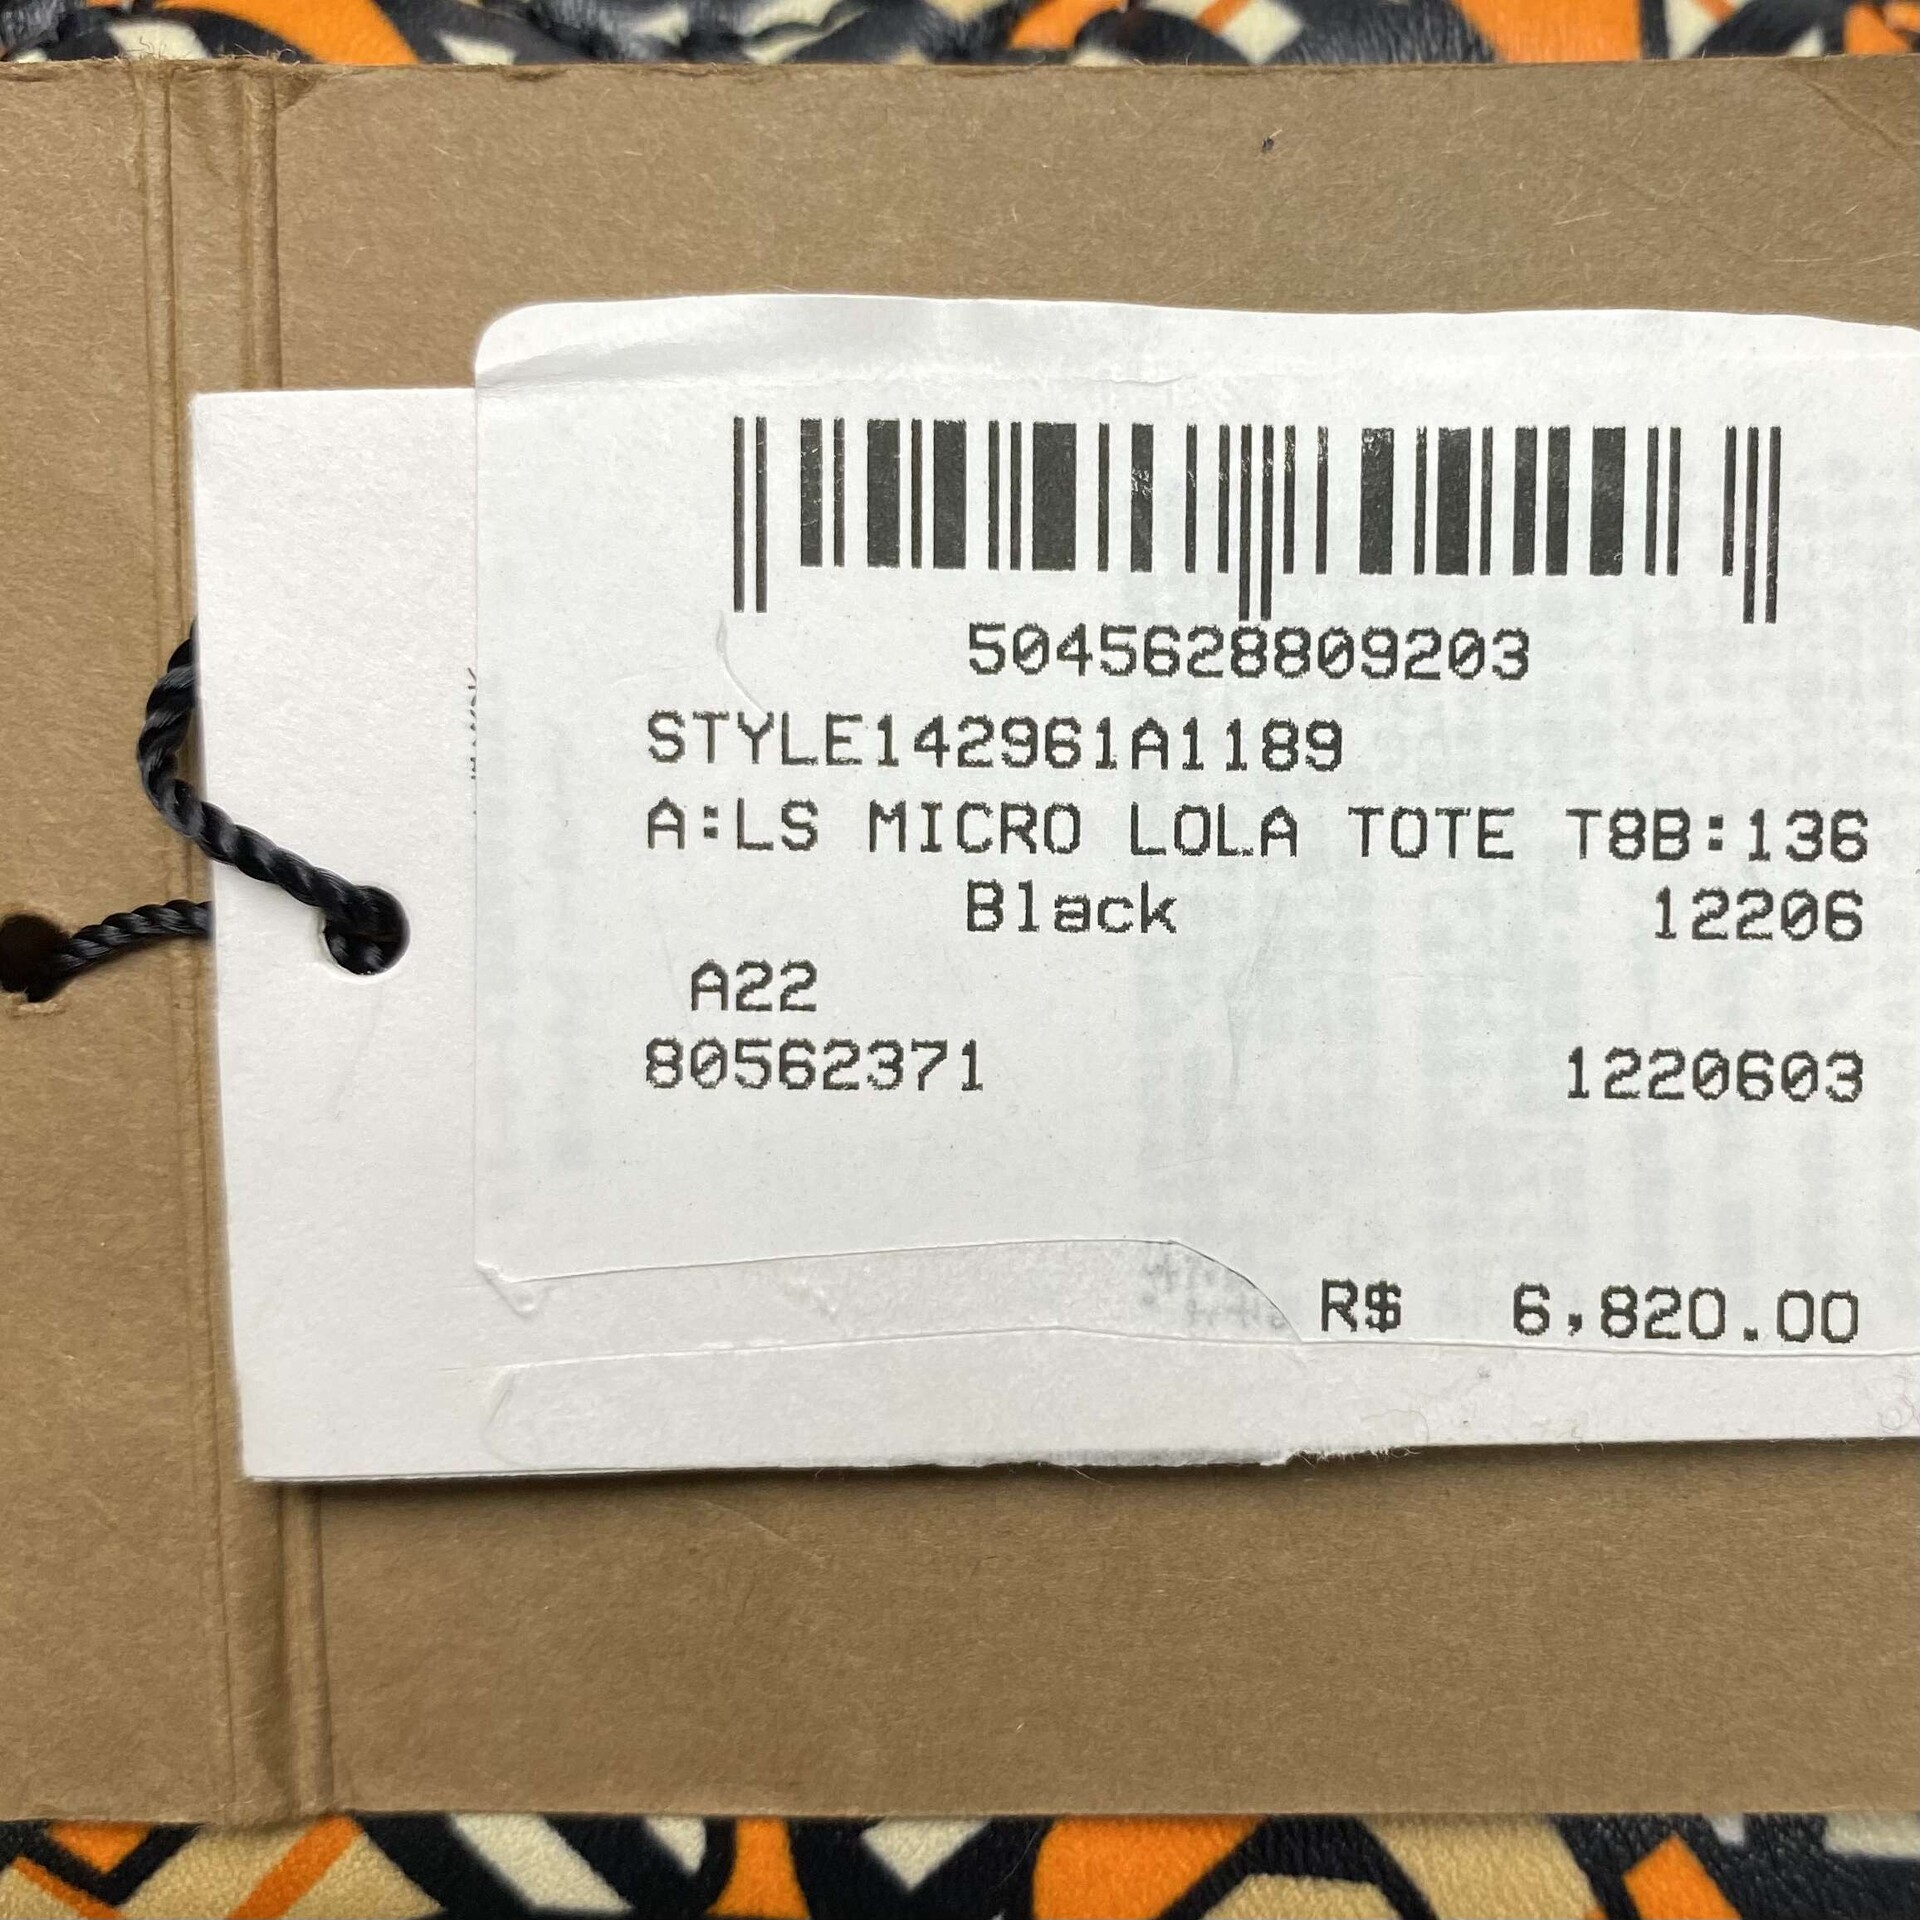 5045628809203
STYLE142961A1189
A:LS MICRO LOLA TOTE T8B:136
Black 12206
A22
80562371 1220603
R$ 6,820.00